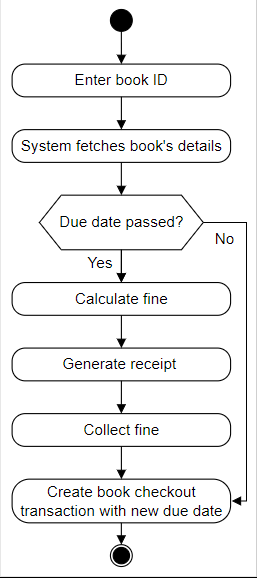 Enter book ID
System fetches book's details
Due date passed?
No
Yes
Calculate fine
Generate receipt
Collect fine
Create book checkout
transaction with new due date